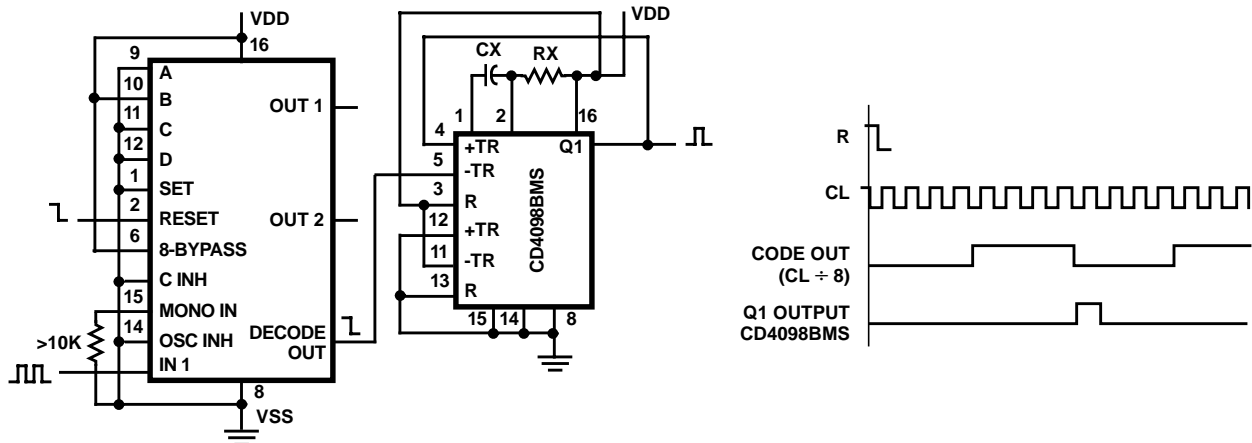 VDD
16
9
A
10
B
11
C
12
D
1
SET
2
RESET
6
8-BYPASS
C INH
15
MONO IN
14
OSC INH
>10K
IN 1
OUT 1
OUT 2
DECODE
OUT
8
VSS
VDD
CX
RX
1
2
16
4
+TR
Q1
5
-TR
3
R
12
+TR
11
-TR
13
R
CD4098BMS
15
14
8
R
CL
CODE OUT
(CL ÷ 8)
Q1 OUTPUT
CD4098BMS